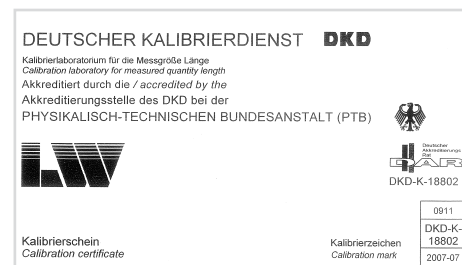 DEUTSCHER KALIBRIERDIENST DKD
Kalibrierlaboratorium für die Messgröße Länge
Calibration laboratory for measured quantity length
Akkreditiert durch die / accredited by the
Akkreditierungsstelle des DKD bei der
PHYSIKALISCH-TECHNISCHEN BUNDESANSTALT (PTB)
LW
Deutscher
Akkreditierungs
Rat
DAR
DKD-K-18802
0911
DKD-K-
18802
2007-07
Kalibrierschein
Calibration certificate
Kalibrierzeichen
Calibration mark